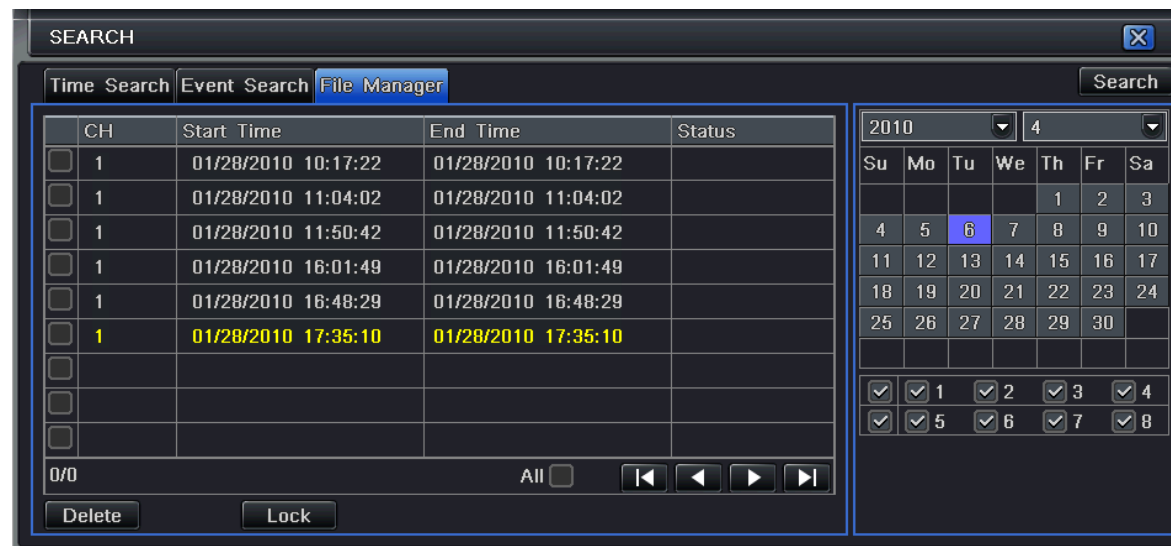 SEARCH
Time Search Event Search File Manager Search
CH Start Time End Time Status
1 01/28/2010 10:17:22 01/28/2010 10:17:22
1 01/28/2010 11:04:02 01/28/2010 11:04:02
1 01/28/2010 11:50:42 01/28/2010 11:50:42
1 01/28/2010 16:01:49 01/28/2010 16:01:49
1 01/28/2010 16:48:29 01/28/2010 16:48:29
1 01/28/2010 17:35:10 01/28/2010 17:35:10
0/0 All
Delete Lock
2010 4
Su Mo Tu We Th Fr Sa
1 2 3
4 5 6 7 8 9 10
11 12 13 14 15 16 17
18 19 20 21 22 23 24
25 26 27 28 29 30
1 2 3 4
5 6 7 8